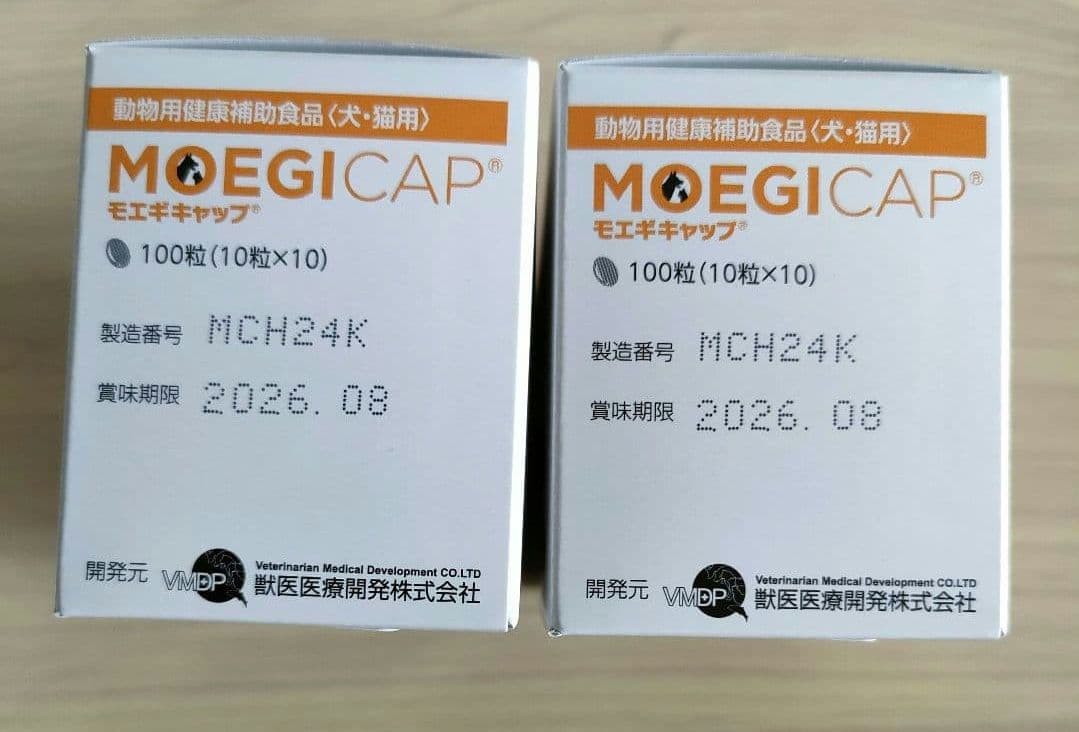 動物用健康補助食品〈犬・猫用〉
MOEGICAP®
モエギキャップ®
100粒(10粒×10)
製造番号 MCH24K
賞味期限 2026.08
開発元 VMDP Veterinarian Medical Development CO.LTD
獣医医療開発株式会社
動物用健康補助食品〈犬・猫用〉
MOEGICAP®
モエギキャップ®
100粒(10粒×10)
製造番号 MCH24K
賞味期限 2026.08
開発元 VMDP Veterinarian Medical Development CO.LTD
獣医医療開発株式会社